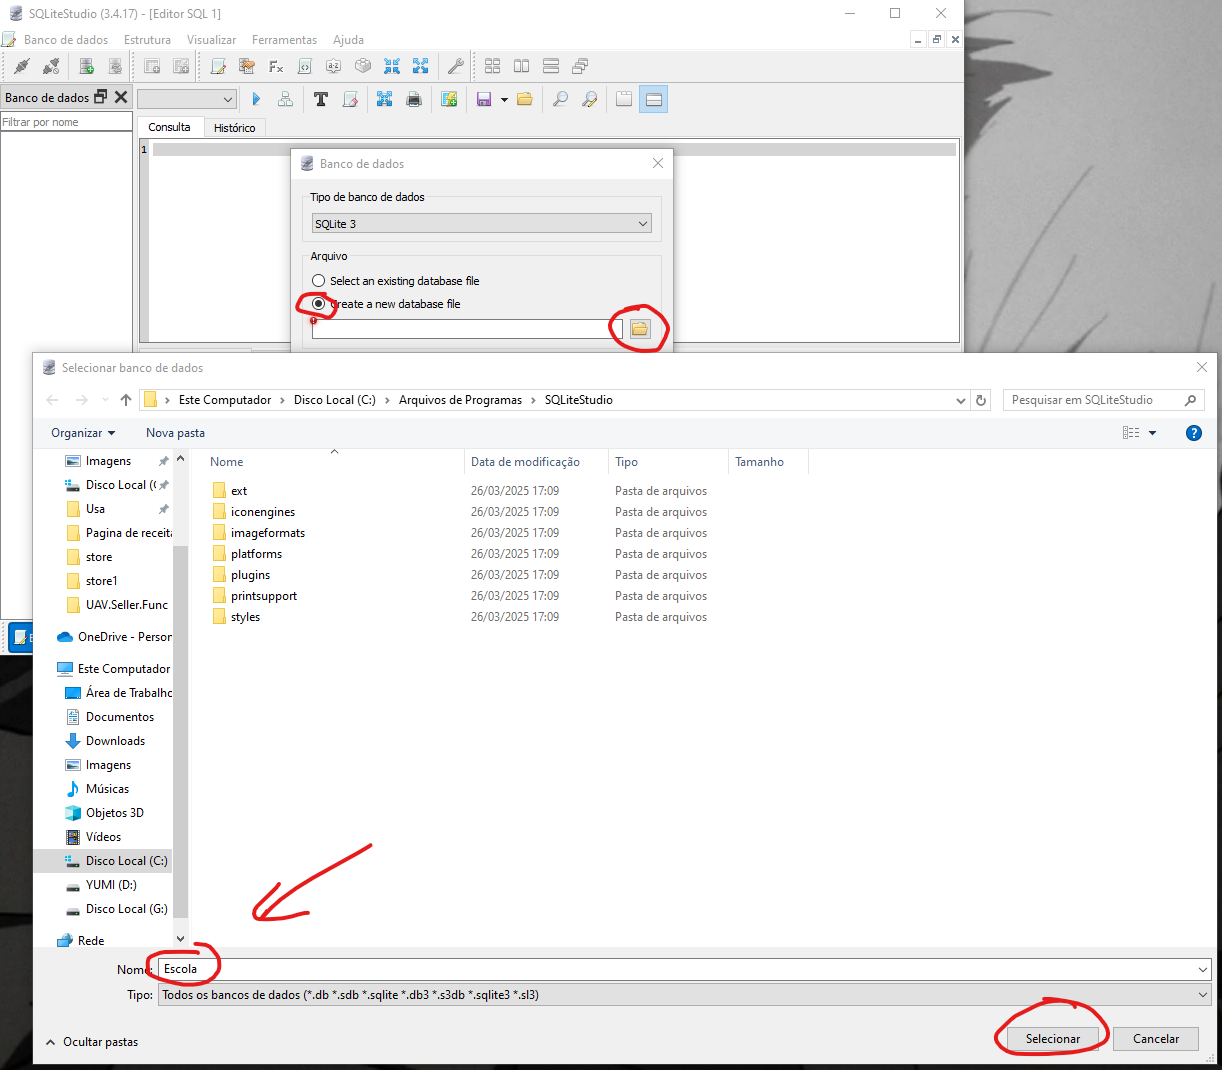 SQLiteStudio (3.4.17) - [Editor SQL 1]
Banco de dados Estrutura Visualizar Ferramentas Ajuda
Banco de dados
Filtrar por nome
Consulta Histórico
1
Banco de dados
Tipo de banco de dados
SQLite 3
Arquivo
Select an existing database file
Create a new database file
Selecionar banco de dados
Este Computador > Disco Local (C:) > Arquivos de Programas > SQLiteStudio
Pesquisar em SQLiteStudio
Organizar Nova pasta
Imagens
Disco Local (
Usa
Pagina de receita
store
store1
UAV.Seller.Func
OneDrive - Person
Este Computador
Área de Trabalho
Documentos
Downloads
Imagens
Músicas
Objetos 3D
Vídeos
Disco Local (C:)
YUMI (D:)
Disco Local (G:)
Rede
Nome Data de modificação Tipo Tamanho
ext 26/03/2025 17:09 Pasta de arquivos
iconengines 26/03/2025 17:09 Pasta de arquivos
imageformats 26/03/2025 17:09 Pasta de arquivos
platforms 26/03/2025 17:09 Pasta de arquivos
plugins 26/03/2025 17:09 Pasta de arquivos
printsupport 26/03/2025 17:09 Pasta de arquivos
styles 26/03/2025 17:09 Pasta de arquivos
Nome: Escola
Tipo: Todos os bancos de dados (*.db *.sdb *.sqlite *.db3 *.s3db *.sqlite3 *.sl3)
Ocultar pastas
Selecionar Cancelar